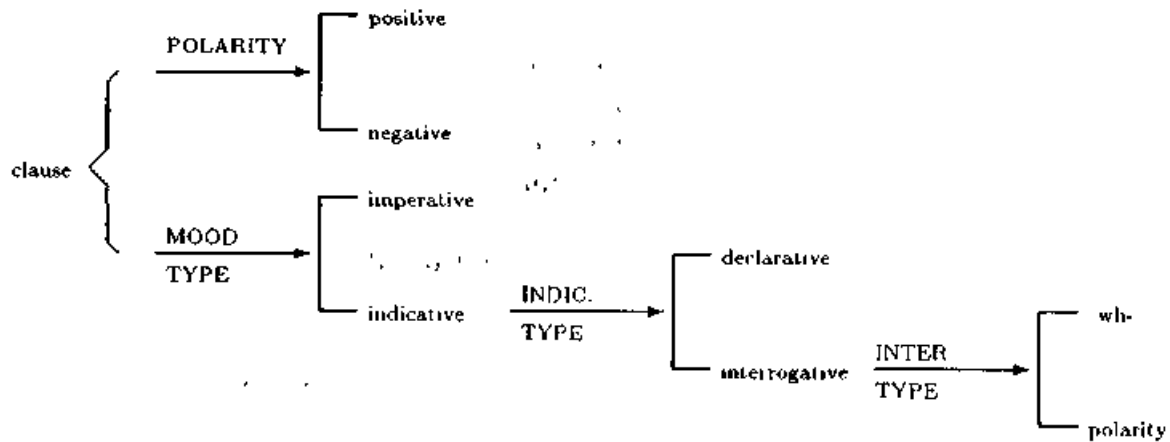 positive
POLARITY
negative
clause
imperative
MOOD
TYPE
declarative
indicative
INDIC.
TYPE
wh-
interrogative
INTER
TYPE
polarity